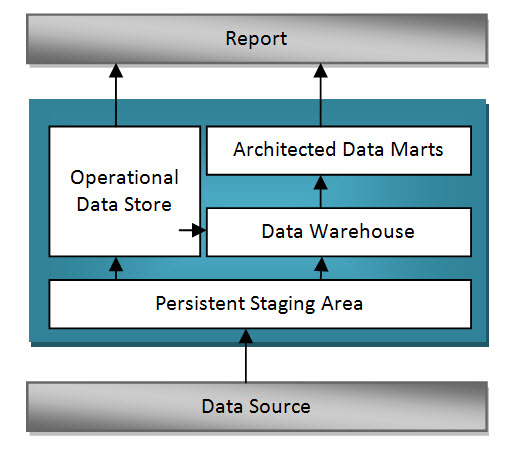 Report
Operational
Data Store
Architected Data Marts
Data Warehouse
Persistent Staging Area
Data Source